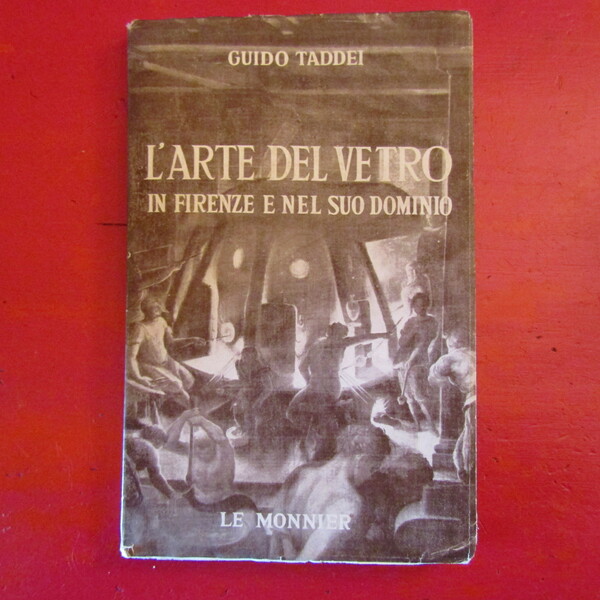 GUIDO TADDEI
L'ARTE DEL VETRO
IN FIRENZE E NEL SUO DOMINIO
LE MONNIER